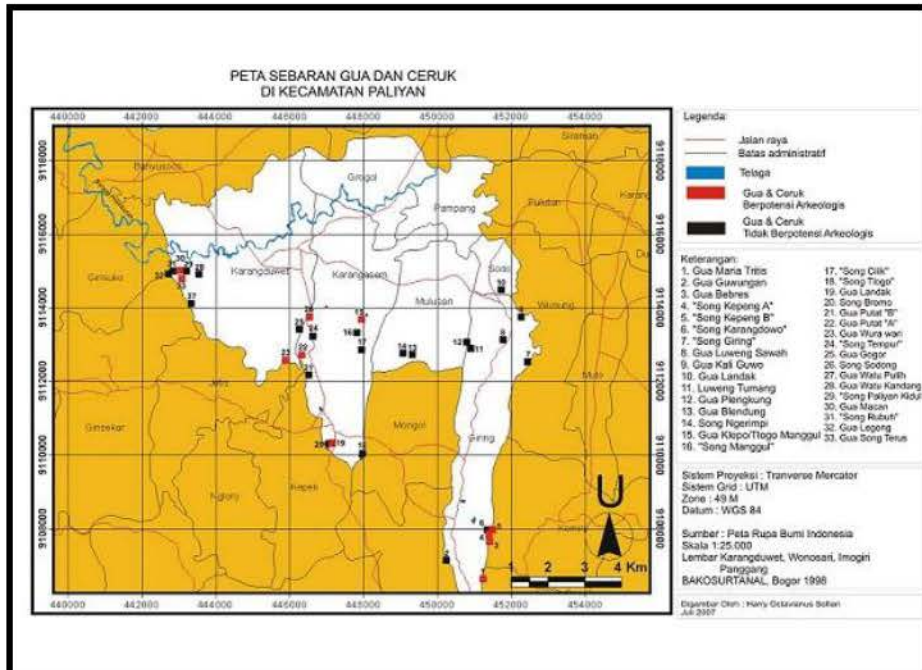 PETA SEBARAN GUA DAN CERUK
DI KECAMATAN PALIYAN
440000 442000 444000 446000 448000 450000 452000 454000
9118000
9116000
9114000
9112000
9110000
9108000
Grogol
Pampang
Karangduwet
Karangasem
Mulusan
Sodo
Wunung
Mulo
Mongol
Giring
Kepek
U
1 2 3 4 Km
440000 442000 444000 446000 448000 450000 452000 454000
Legenda:
Jalan raya
Batas administratif
Telaga
Gua & Ceruk
Berpotensi Arkeologis
Gua & Ceruk
Tidak Berpotensi Arkeologis
Keterangan:
1. Gua Maria Tritis
2. Gua Guwungan
3. Gua Bebres
4. "Song Kepeng A"
5. "Song Kepeng B"
6. "Song Karangdowo"
7. "Song Giring"
8. Gua Luweng Sawah
9. Gua Kali Guwo
10. Gua Landak
11. Luweng Tumang
12. Gua Plengkung
13. Gua Blendung
14. Song Ngerimpi
15. Gua Klepo/Tlogo Manggul
16. "Song Manggul"
17. "Song Cilik"
18. "Song Tlogo"
19. Gua Landak
20. Song Bromo
21. Gua Putat "B"
22. Gua Putat "A"
23. Gua Wura wari
24. "Song Tempur"
25. Gua Gogor
26. Song Sodong
27. Gua Watu Putih
28. Gua Watu Kandang
29. "Song Paliyan Kidul"
30. Gua Macan
31. "Song Rubuti"
32. Gua Legong
33. Gua Song Terus
Sistem Proyeksi : Tranverse Mercator
Sistem Grid : UTM
Zone : 49 M
Datum : WGS 84
Sumber : Peta Rupa Bumi Indonesia
Skala 1:25.000
Lembar Karangduwet, Wonosari, Imogiri
Panggang
BAKOSURTANAL, Bogor 1998
Digambar Oleh : Harry Octavianus Sofian
Juli 2007